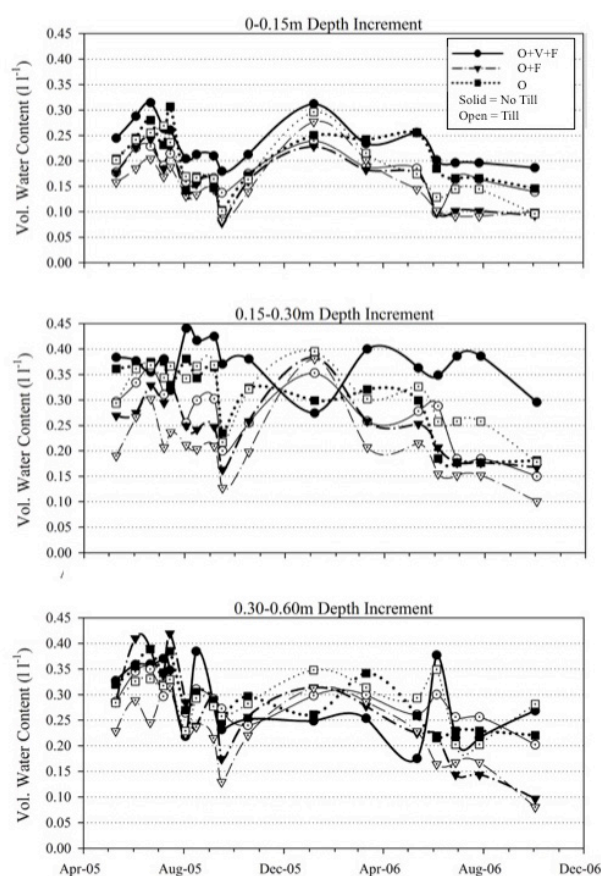 0-0.15m Depth Increment
0.45
0.40
0.35
0.30
0.25
0.20
0.15
0.10
0.05
0.00
Vol. Water Content (l l⁻¹)
O+V+F
O+F
O
Solid = No Till
Open = Till
0.15-0.30m Depth Increment
0.45
0.40
0.35
0.30
0.25
0.20
0.15
0.10
0.05
0.00
Vol. Water Content (l l⁻¹)
0.30-0.60m Depth Increment
0.45
0.40
0.35
0.30
0.25
0.20
0.15
0.10
0.05
0.00
Vol. Water Content (l l⁻¹)
Apr-05 Aug-05 Dec-05 Apr-06 Aug-06 Dec-06